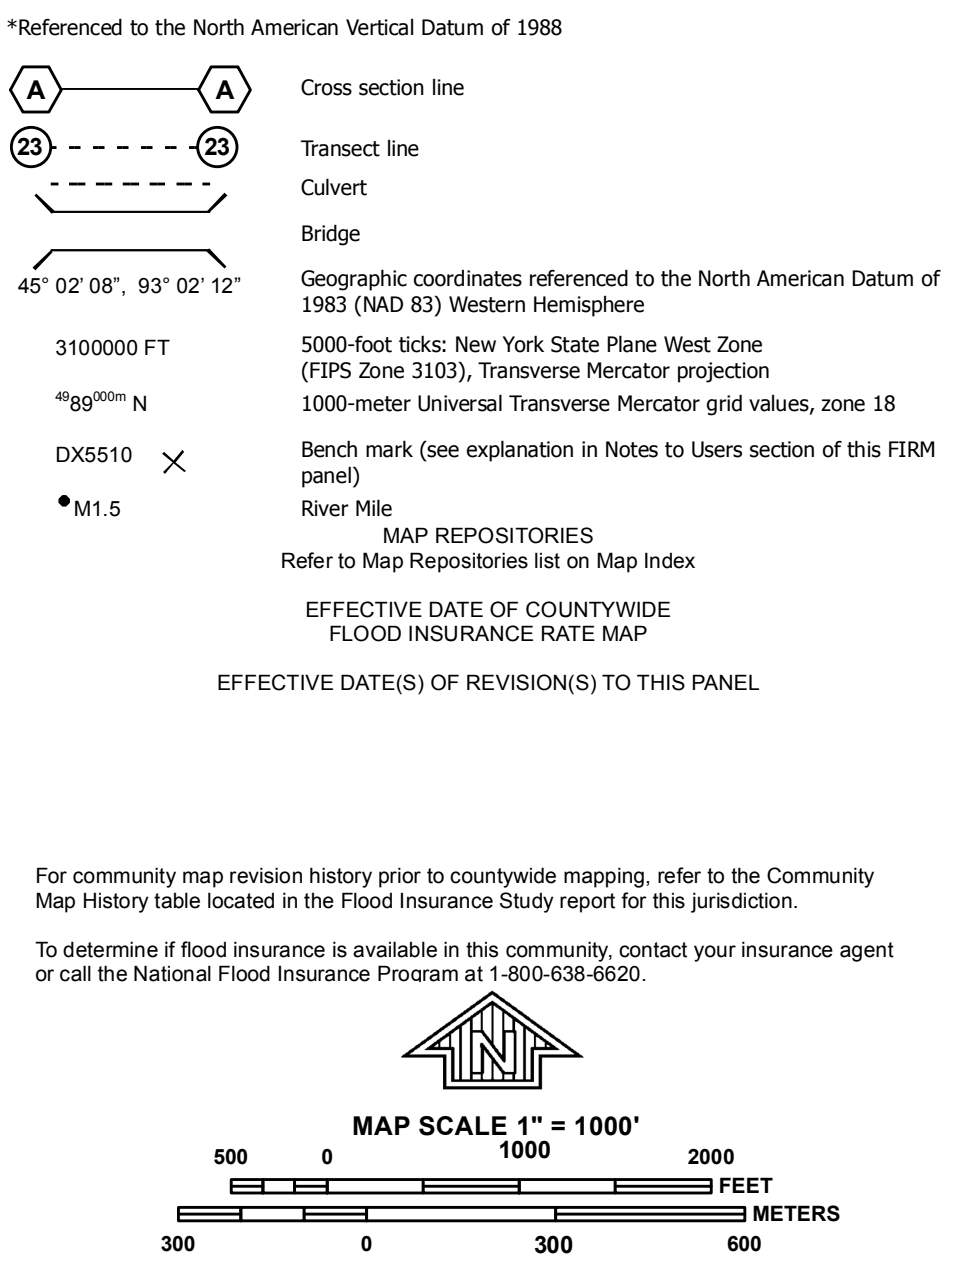 *Referenced to the North American Vertical Datum of 1988
A A Cross section line
23 23 Transect line
Culvert
Bridge
45° 02’ 08”, 93° 02’ 12” Geographic coordinates referenced to the North American Datum of
1983 (NAD 83) Western Hemisphere
3100000 FT 5000-foot ticks: New York State Plane West Zone
(FIPS Zone 3103), Transverse Mercator projection
4989000m N 1000-meter Universal Transverse Mercator grid values, zone 18
DX5510 Bench mark (see explanation in Notes to Users section of this FIRM
panel)
M1.5 River Mile
MAP REPOSITORIES
Refer to Map Repositories list on Map Index
EFFECTIVE DATE OF COUNTYWIDE
FLOOD INSURANCE RATE MAP
EFFECTIVE DATE(S) OF REVISION(S) TO THIS PANEL
For community map revision history prior to countywide mapping, refer to the Community
Map History table located in the Flood Insurance Study report for this jurisdiction.
To determine if flood insurance is available in this community, contact your insurance agent
or call the National Flood Insurance Program at 1-800-638-6620.
N
MAP SCALE 1" = 1000'
500 0 1000 2000
FEET
METERS
300 0 300 600